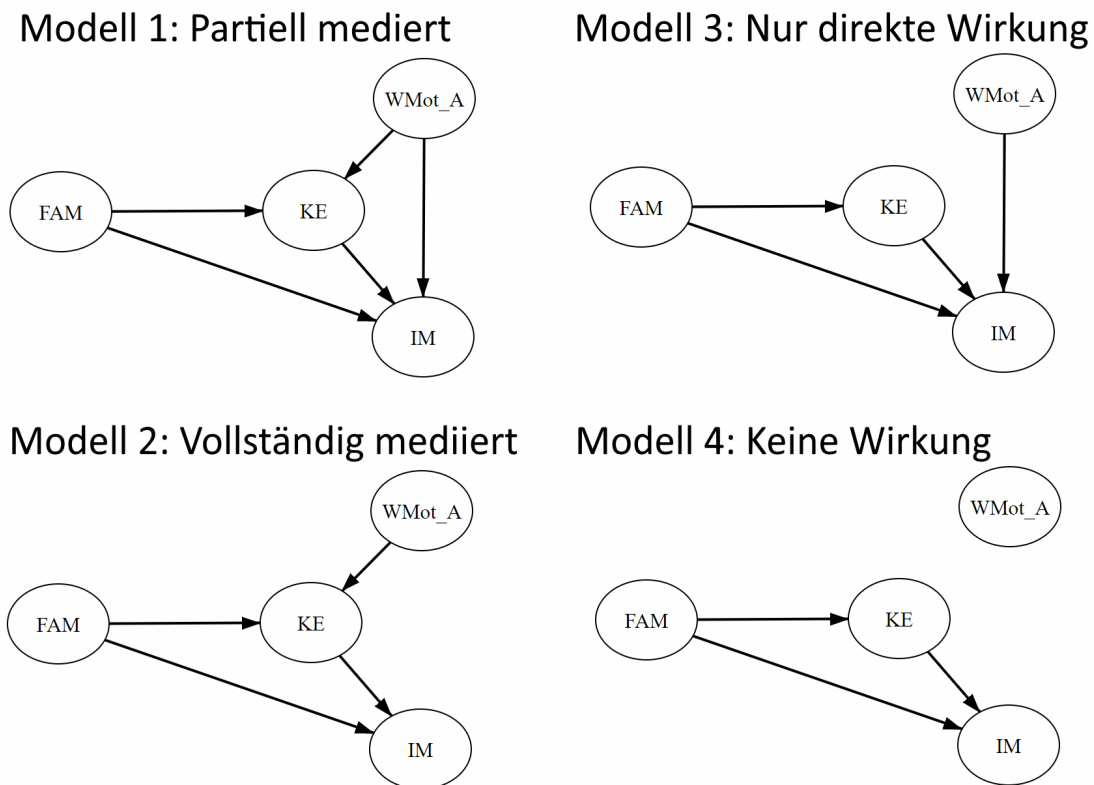 Modell 1: Partiell mediert
WMot_A
FAM
KE
IM
Modell 3: Nur direkte Wirkung
WMot_A
FAM
KE
IM
Modell 2: Vollständig mediiert
WMot_A
FAM
KE
IM
Modell 4: Keine Wirkung
WMot_A
FAM
KE
IM